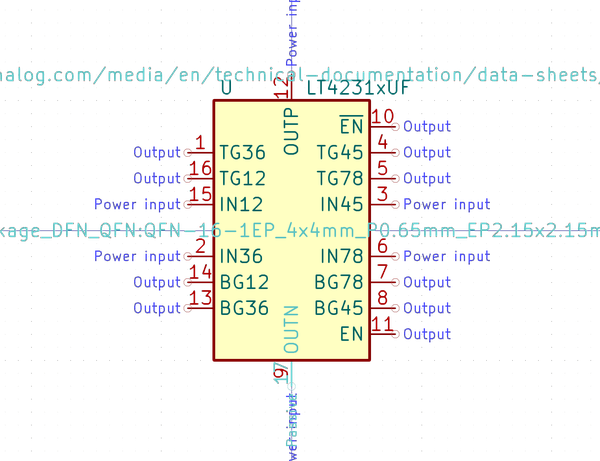 Power in
nalog.com/media/en/technical-documentation/data-sheets/
U LT4231xUF
12
OUTP
EN 10 Output
Output 1 TG36 TG45 4 Output
Output 16 TG12 TG78 5 Output
Power input 15 IN12 IN45 3 Power input
kage_DFN_QFN:QFN-16-1EP_4x4mm_P0.65mm_EP2.15x2.15m
Power input 2 IN36 IN78 6 Power input
Output 14 BG12 BG78 7 Output
Output 13 BG36 BG45 8 Output
EN 11 Output
OUTN
9
wer input